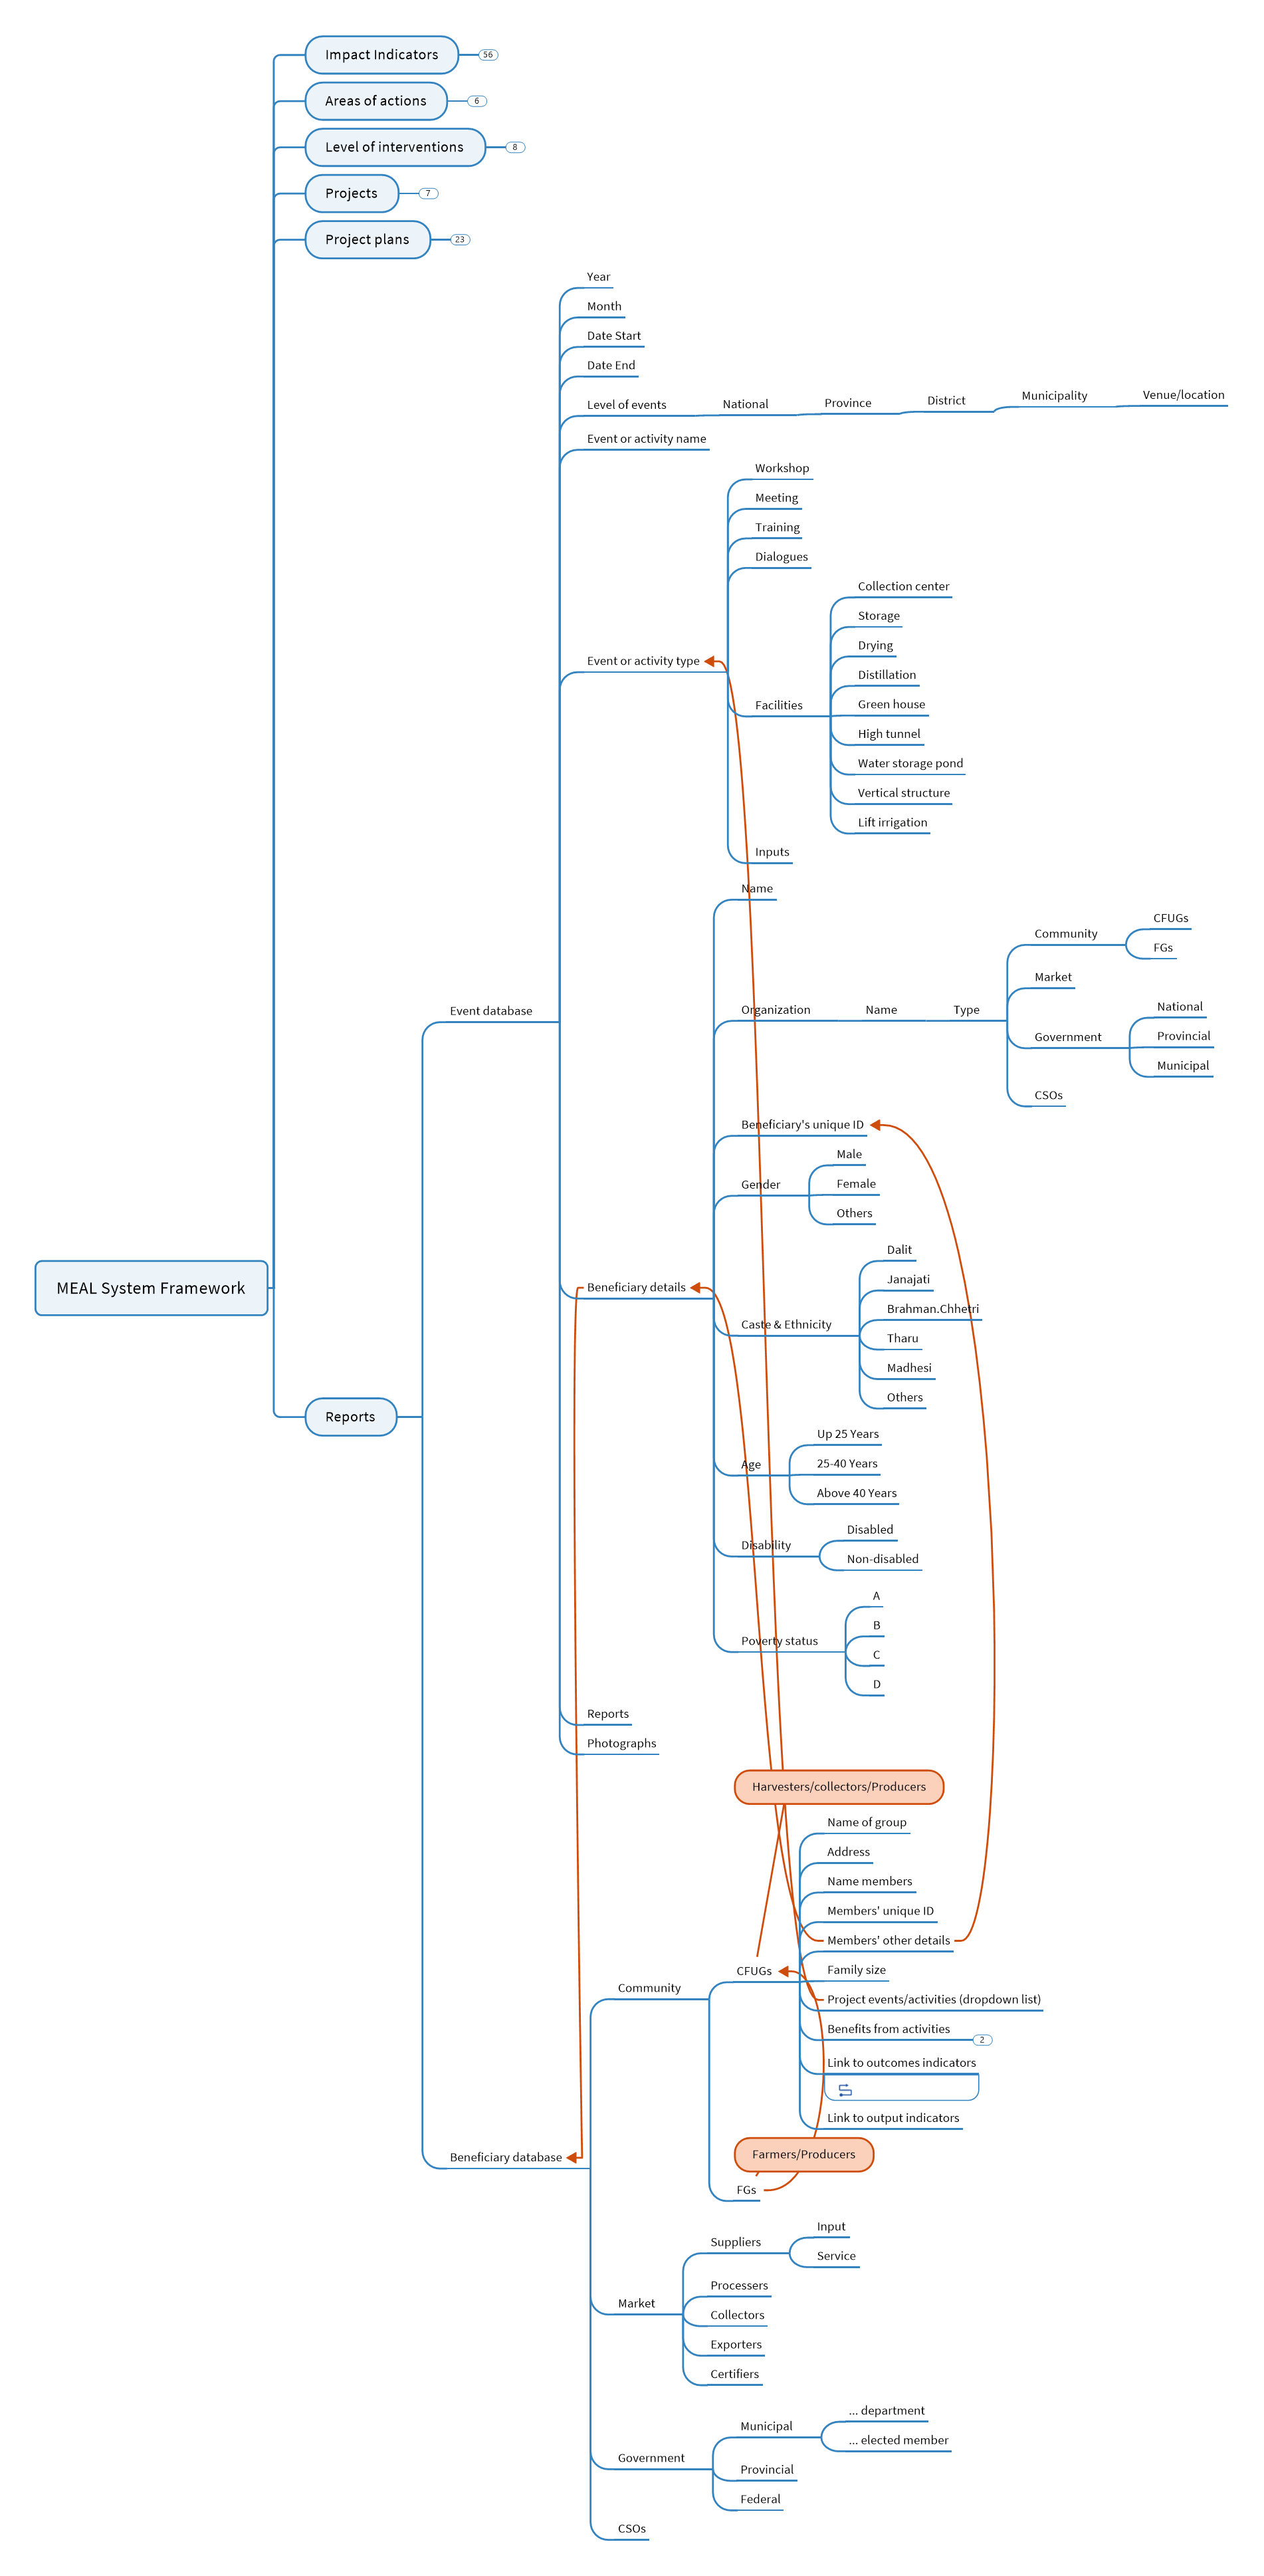 Impact Indicators
56
Areas of actions
6
Level of interventions
8
Projects
7
Project plans
23
MEAL System Framework
Reports
Event database
Year
Month
Date Start
Date End
Level of events
National
Province
District
Municipality
Venue/location
Event or activity name
Event or activity type
Workshop
Meeting
Training
Dialogues
Facilities
Collection center
Storage
Drying
Distillation
Green house
High tunnel
Water storage pond
Vertical structure
Lift irrigation
Inputs
Beneficiary details
Name
Organization
Name
Type
Community
CFUGs
FGs
Market
Government
National
Provincial
Municipal
CSOs
Beneficiary's unique ID
Gender
Male
Female
Others
Caste & Ethnicity
Dalit
Janajati
Brahman.Chhetri
Tharu
Madhesi
Others
Age
Up 25 Years
25-40 Years
Above 40 Years
Disability
Disabled
Non-disabled
Poverty status
A
B
C
D
Reports
Photographs
Beneficiary database
Community
Harvesters/collectors/Producers
CFUGs
Name of group
Address
Name members
Members' unique ID
Members' other details
Family size
Project events/activities (dropdown list)
Benefits from activities
2
Link to outcomes indicators
Link to output indicators
Farmers/Producers
FGs
Market
Suppliers
Input
Service
Processers
Collectors
Exporters
Certifiers
Government
Municipal
... department
... elected member
Provincial
Federal
CSOs